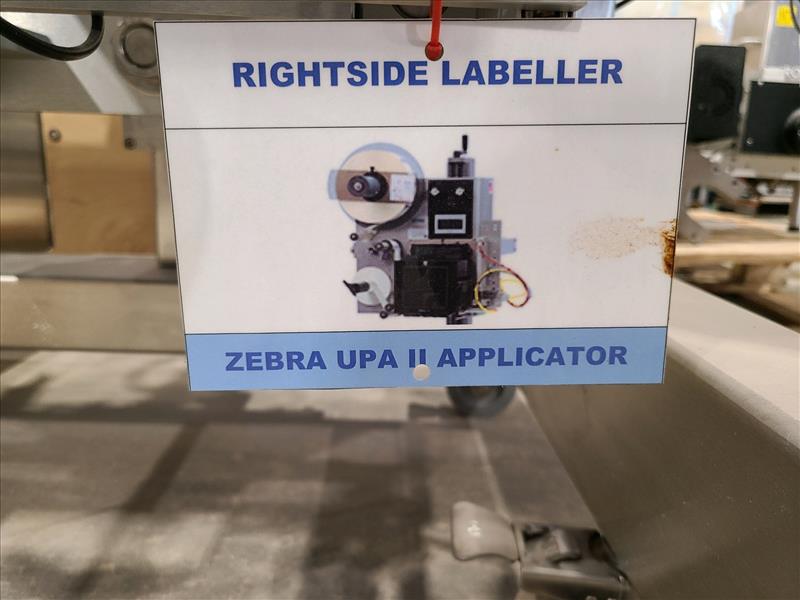 RIGHTSIDE LABELLER
ZEBRA UPA II APPLICATOR